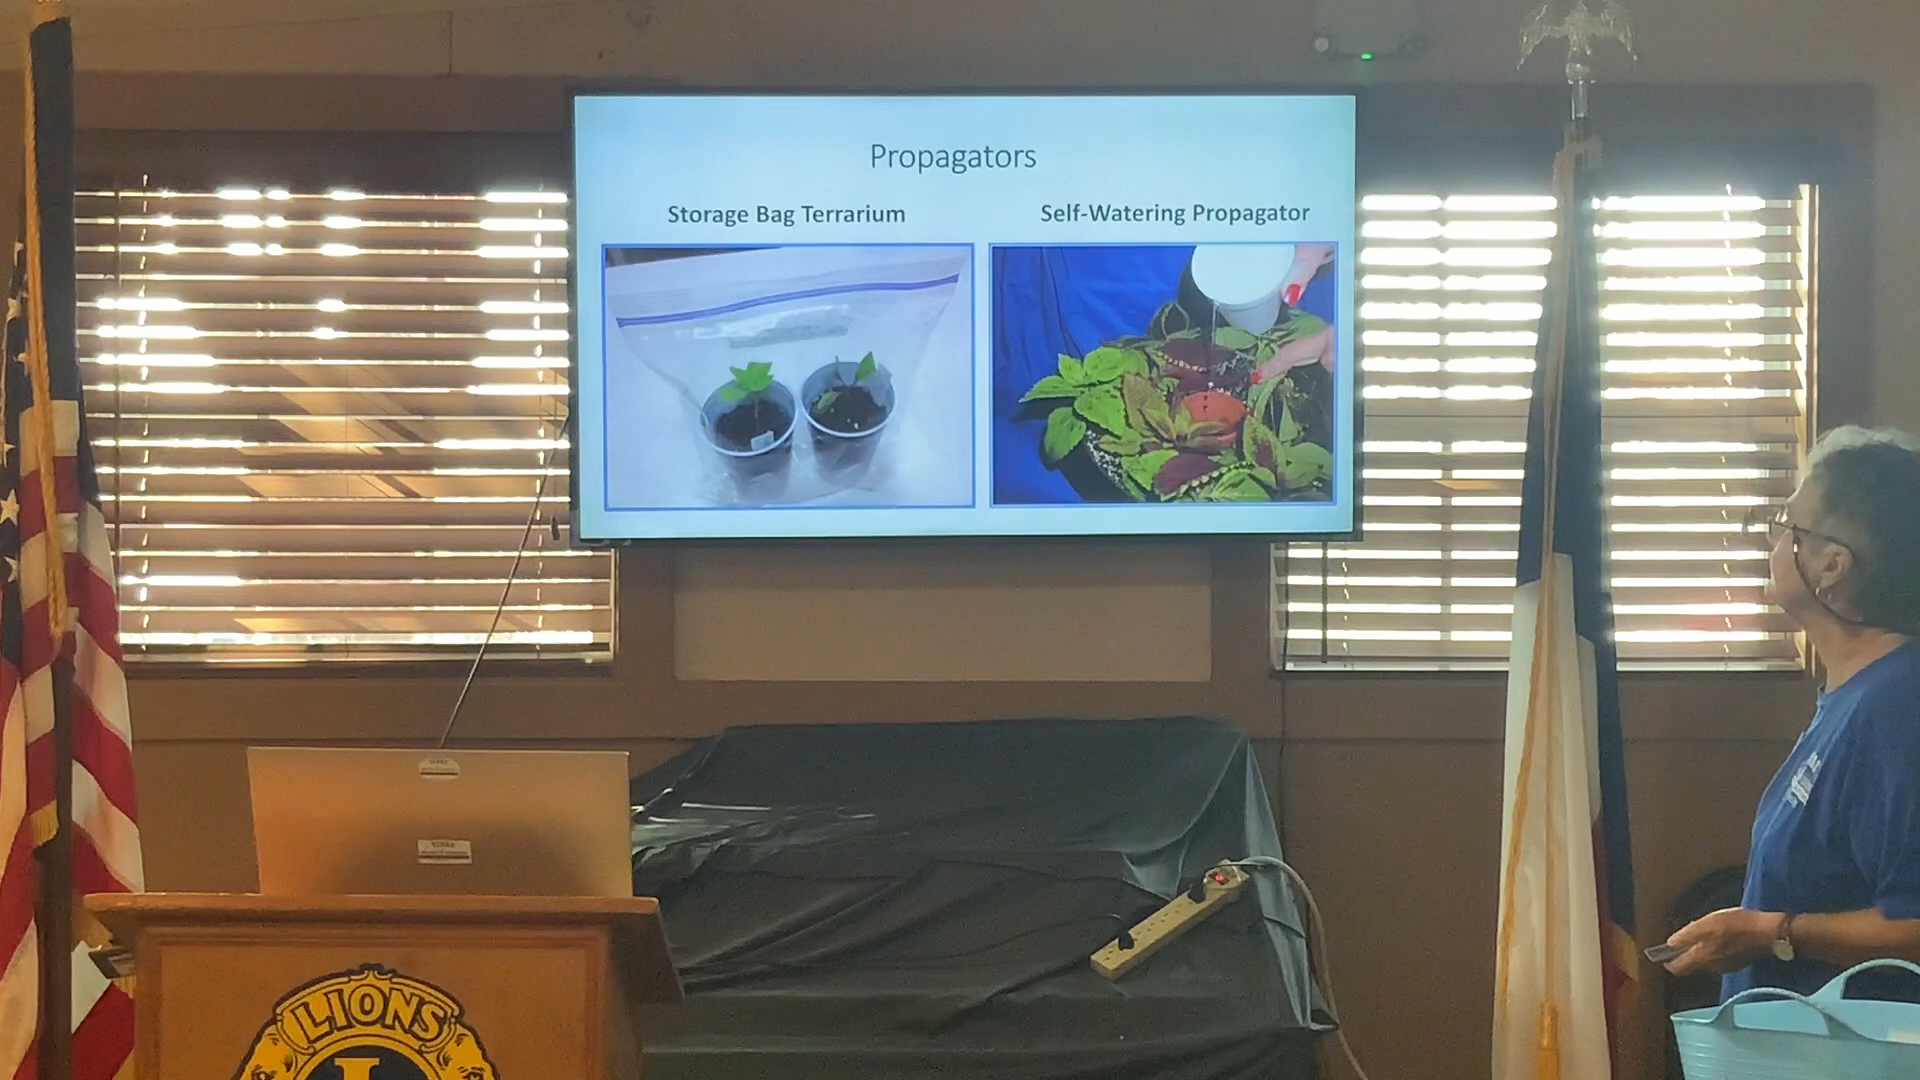 Propagators
Storage Bag Terrarium
Self-Watering Propagator
LIONS
L